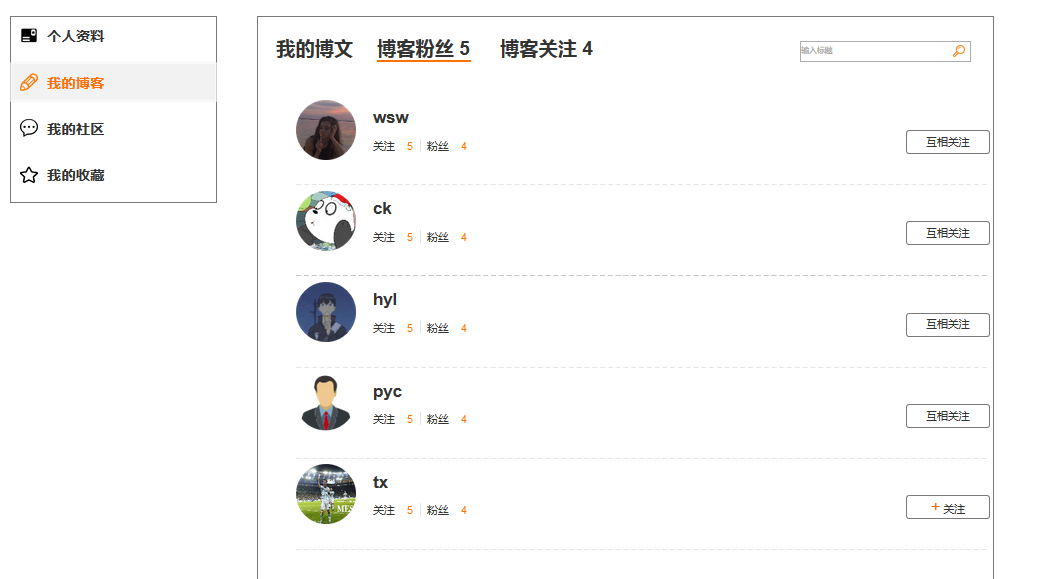 个人资料
我的博客
我的社区
我的收藏
我的博文 博客粉丝 5 博客关注 4
输入标题
wsw
关注 5 粉丝 4
互相关注
ck
关注 5 粉丝 4
互相关注
hyl
关注 5 粉丝 4
互相关注
pyc
关注 5 粉丝 4
互相关注
tx
关注 5 粉丝 4
+ 关注